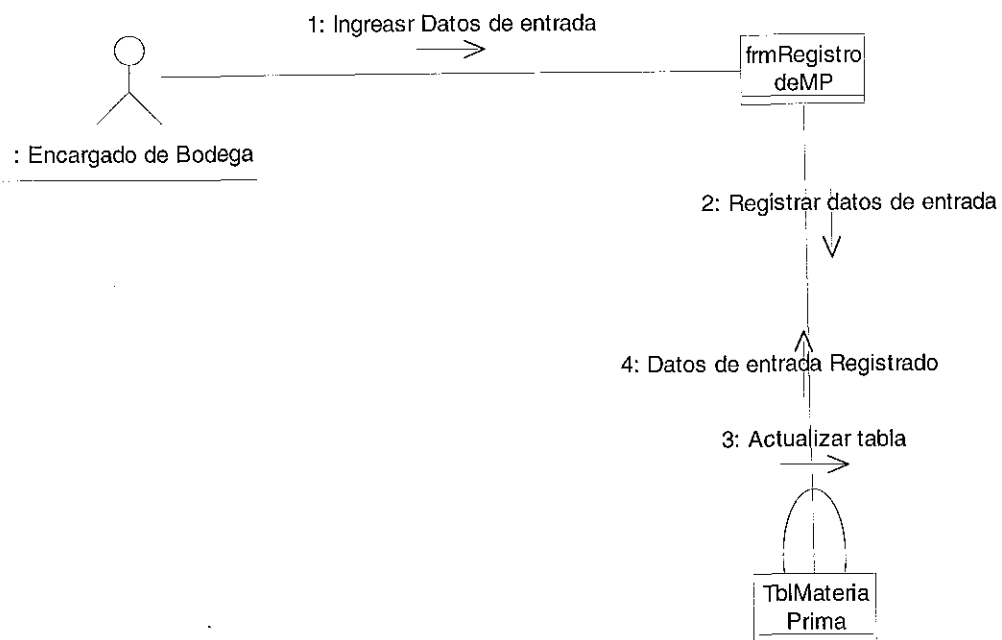 1: Ingreasr Datos de entrada
frmRegistro
deMP
: Encargado de Bodega
2: Registrar datos de entrada
4: Datos de entrada Registrado
3: Actualizar tabla
TblMateria
Prima